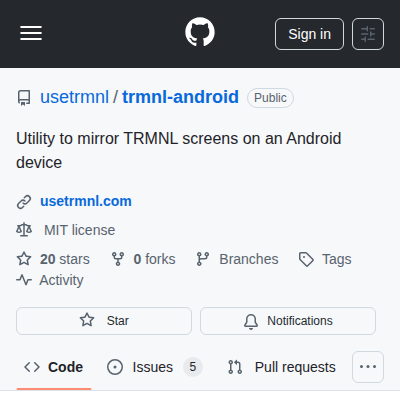 Sign in
usetrmnl / trmnl-android Public
Utility to mirror TRMNL screens on an Android
device
usetrmnl.com
MIT license
20 stars 0 forks Branches Tags
Activity
Star Notifications
Code Issues 5 Pull requests